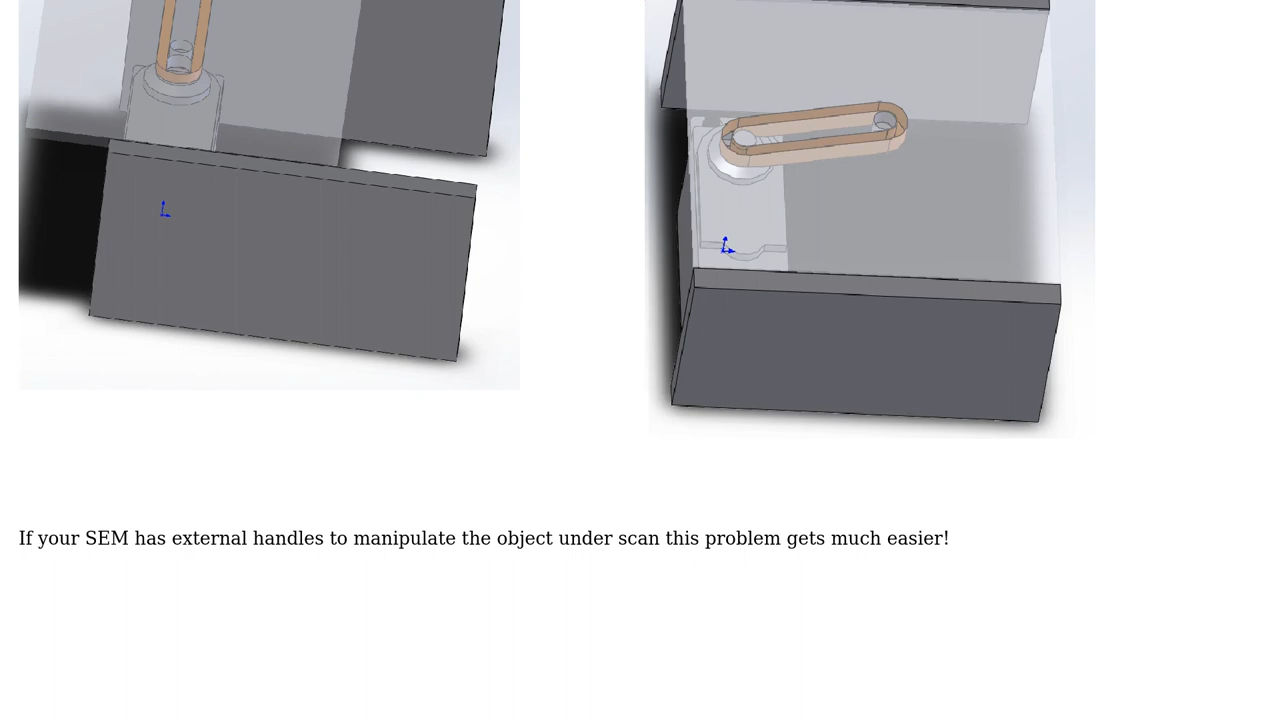 If your SEM has external handles to manipulate the object under scan this problem gets much easier!